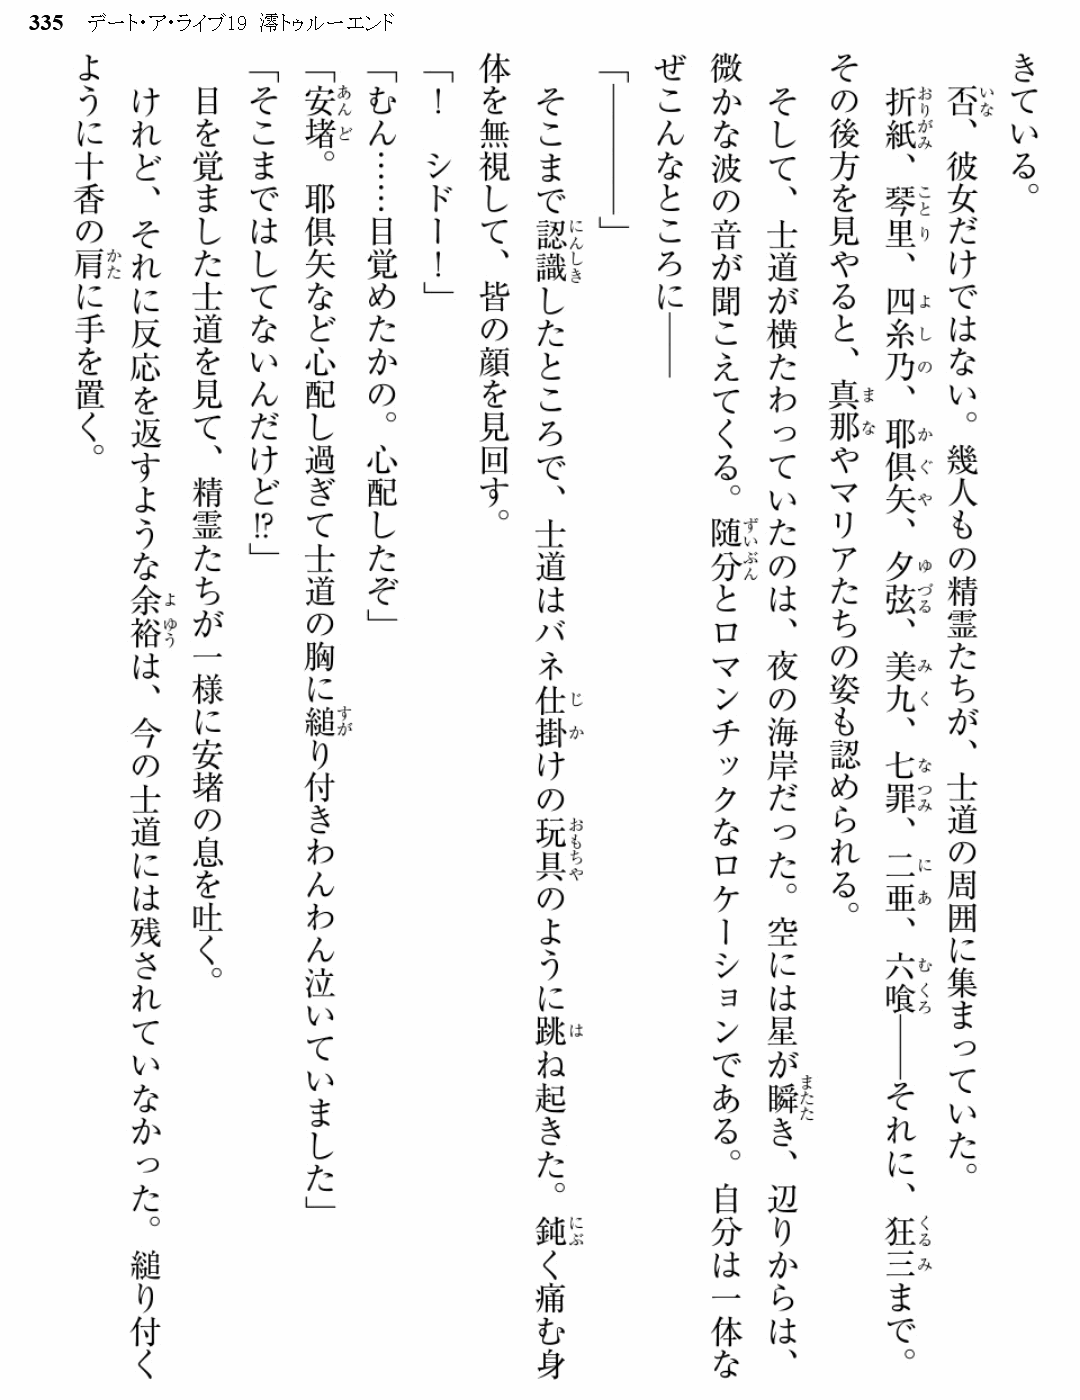 335 デート・ア・ライブ19 澪トゥルーエンド
きている。
否、彼女だけではない。幾人もの精霊たちが、士道の周囲に集まっていた。
折紙、琴里、四糸乃、耶俱矢、夕弦、美九、七罪、二亜、六喰――それに、狂三まで。
その後方を見やると、真那やマリアたちの姿も認められる。
そして、士道が横たわっていたのは、夜の海岸だった。空には星が瞬き、辺りからは、
微かな波の音が聞こえてくる。随分とロマンチックなロケーションである。自分は一体な
ぜこんなところに――
「――――」
そこまで認識したところで、士道はバネ仕掛けの玩具のように跳ね起きた。鈍く痛む身
体を無視して、皆の顔を見回す。
「！　シドー！」
「むん……目覚めたかの。心配したぞ」
「安堵。耶俱矢など心配し過ぎて士道の胸に縋り付きわんわん泣いていました」
「そこまではしてないんだけど!?」
目を覚ました士道を見て、精霊たちが一様に安堵の息を吐く。
けれど、それに反応を返すような余裕は、今の士道には残されていなかった。縋り付く
ように十香の肩に手を置く。